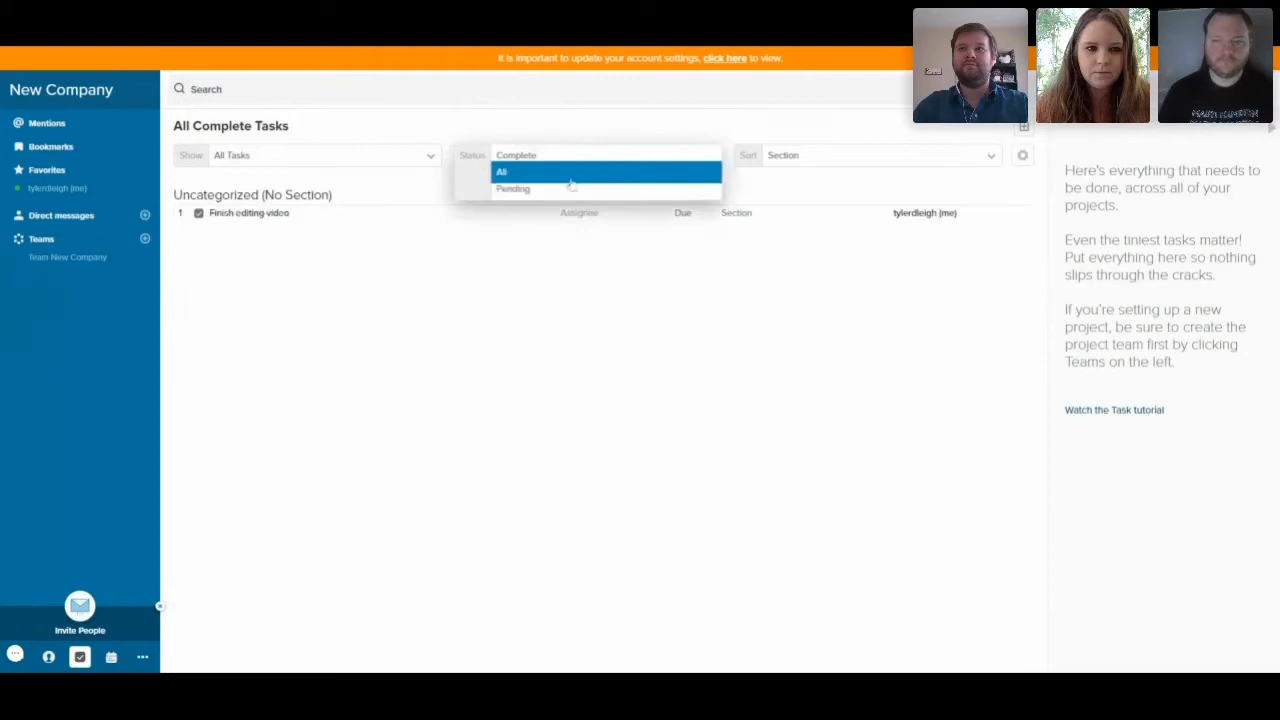 It is important to update your account settings, click here to view.
New Company
Search
Mentions
Bookmarks
Favorites
tylerdleigh (me)
Direct messages
Teams
Team New Company
Invite People
All Complete Tasks
Show All Tasks
Status Complete
All
Pending
Sort Section
Uncategorized (No Section)
1 Finish editing video Assignee Due Section tylerdleigh (me)
Here's everything that needs to
be done, across all of your
projects.
Even the tiniest tasks matter!
Put everything here so nothing
slips through the cracks.
If you're setting up a new
project, be sure to create the
project team first by clicking
Teams on the left.
Watch the Task tutorial